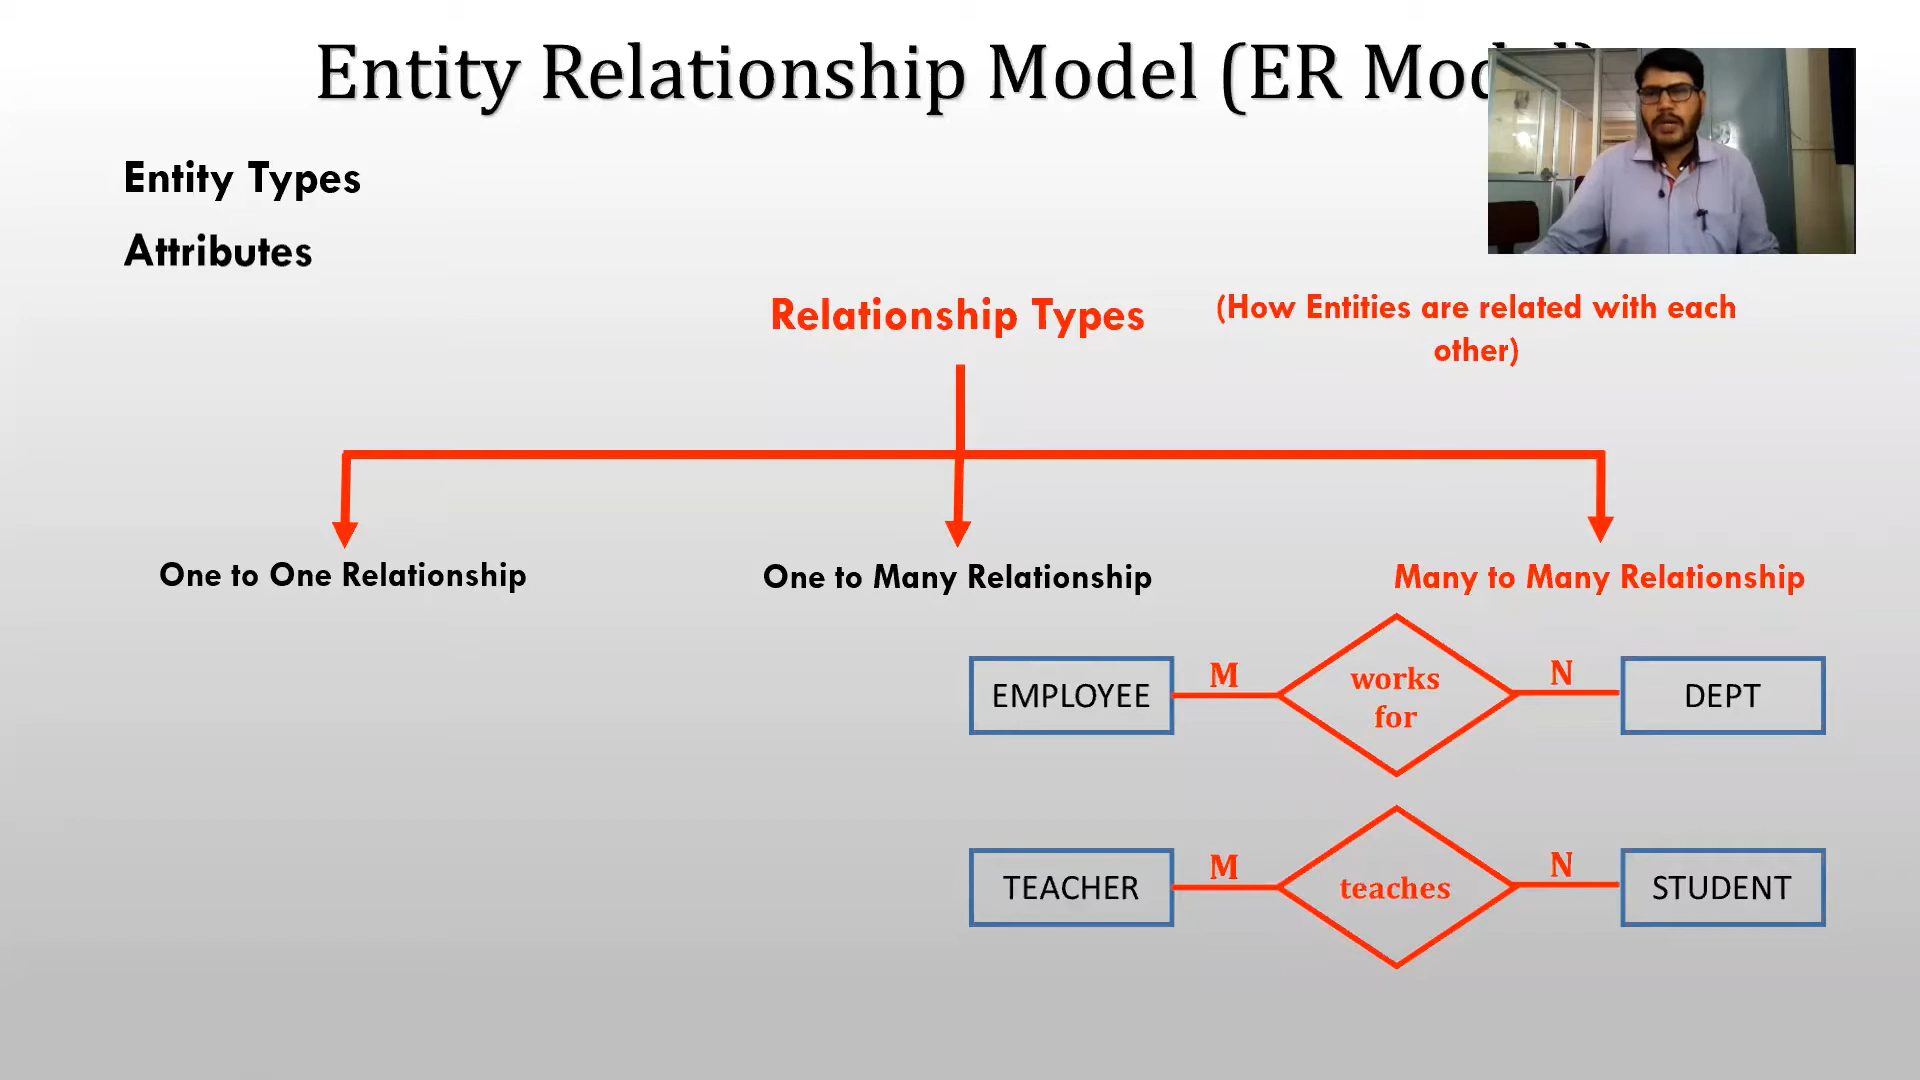 Entity Relationship Model (ER
Entity Types
Attributes
Relationship Types
(How Entities are related with each
other)
One to One Relationship
One to Many Relationship
Many to Many Relationship
EMPLOYEE
M
works
for
N
DEPT
TEACHER
M
teaches
N
STUDENT